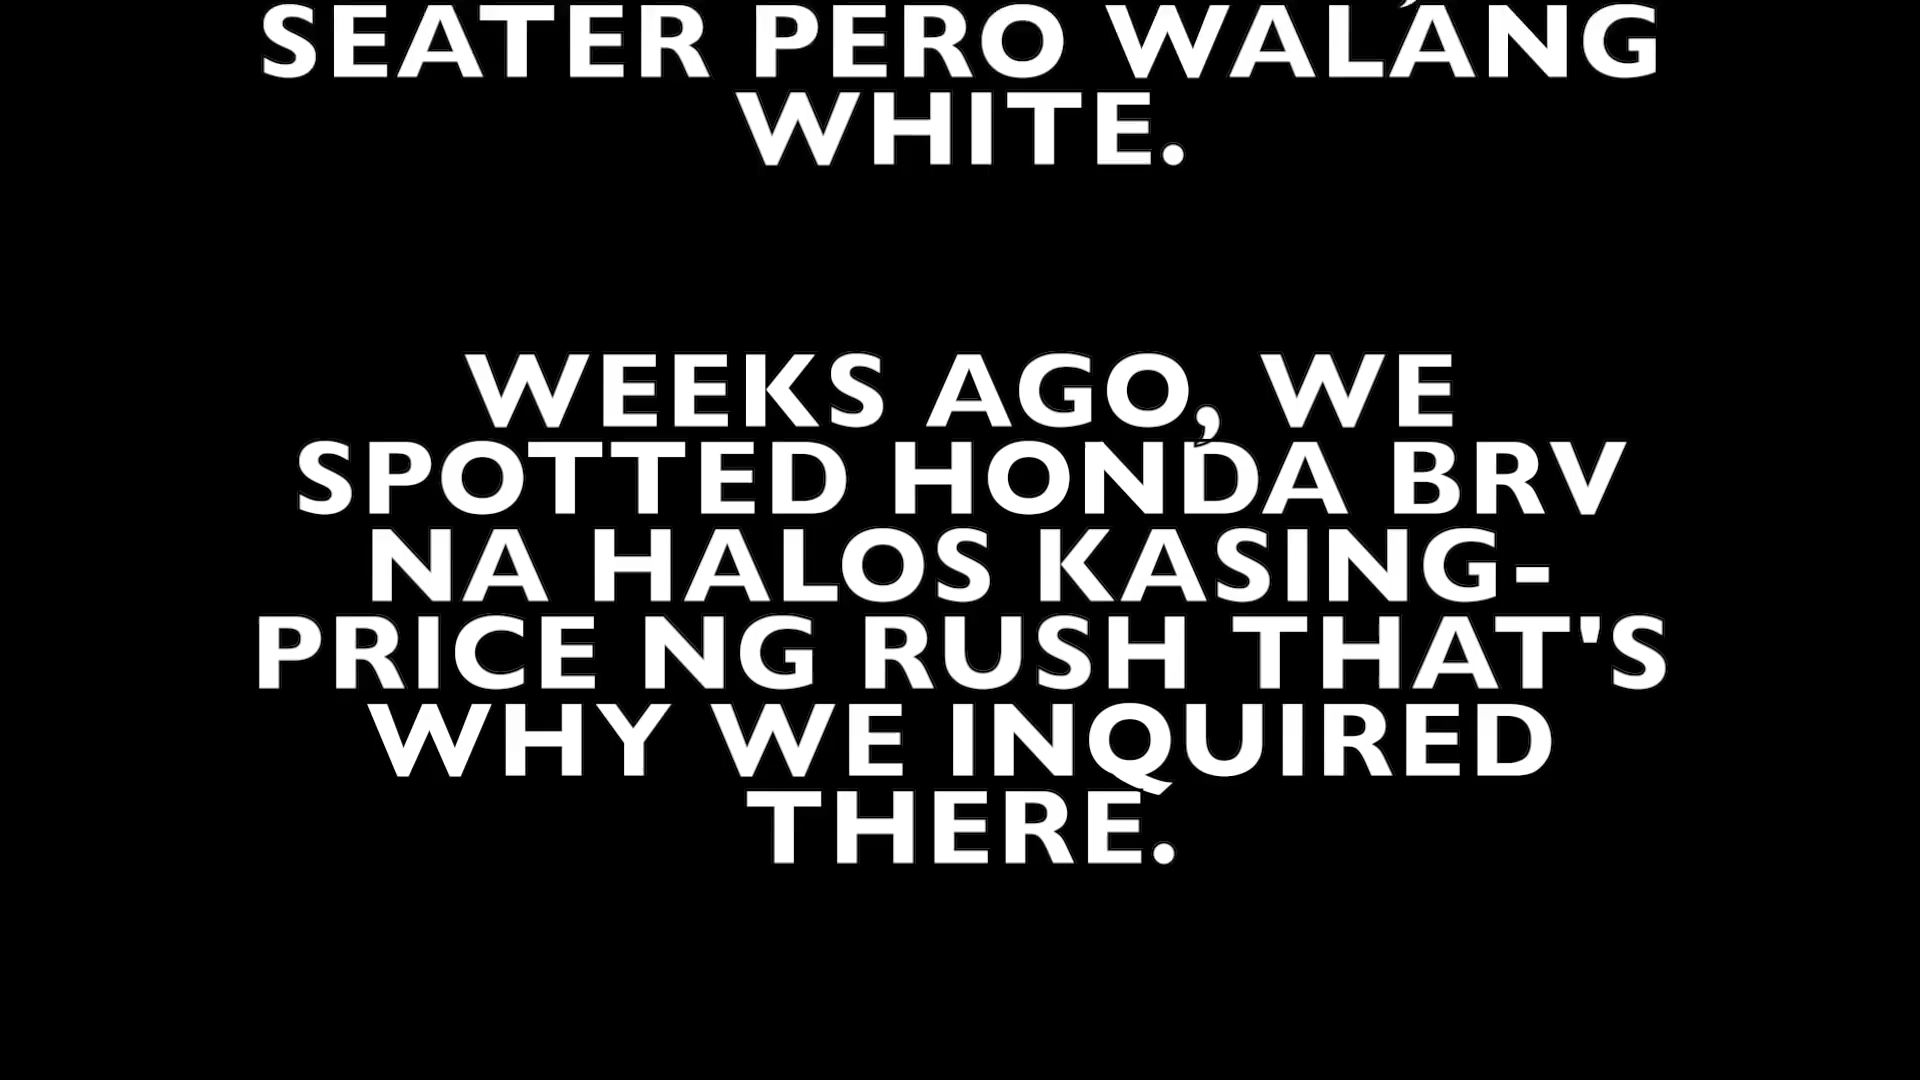 SEATER PERO WALANG
WHITE.
WEEKS AGO, WE
SPOTTED HONDA BRV
NA HALOS KASING-
PRICE NG RUSH THAT'S
WHY WE INQUIRED
THERE.